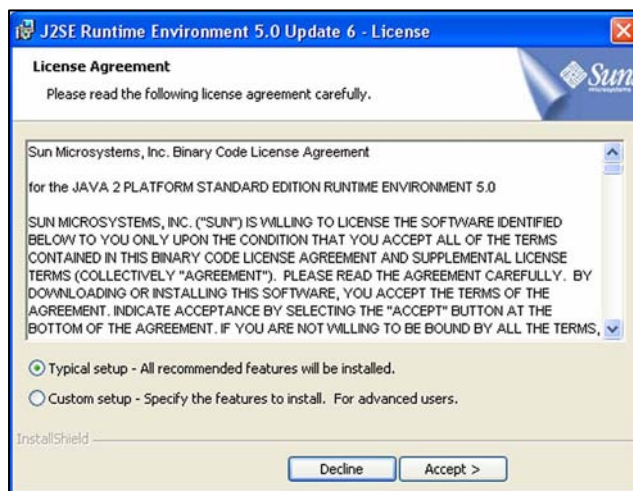 J2SE Runtime Environment 5.0 Update 6 - License
License Agreement
Please read the following license agreement carefully.
Sun
microsystems
Sun Microsystems, Inc. Binary Code License Agreement
for the JAVA 2 PLATFORM STANDARD EDITION RUNTIME ENVIRONMENT 5.0
SUN MICROSYSTEMS, INC. ("SUN") IS WILLING TO LICENSE THE SOFTWARE IDENTIFIED
BELOW TO YOU ONLY UPON THE CONDITION THAT YOU ACCEPT ALL OF THE TERMS
CONTAINED IN THIS BINARY CODE LICENSE AGREEMENT AND SUPPLEMENTAL LICENSE
TERMS (COLLECTIVELY "AGREEMENT"). PLEASE READ THE AGREEMENT CAREFULLY. BY
DOWNLOADING OR INSTALLING THIS SOFTWARE, YOU ACCEPT THE TERMS OF THE
AGREEMENT. INDICATE ACCEPTANCE BY SELECTING THE "ACCEPT" BUTTON AT THE
BOTTOM OF THE AGREEMENT. IF YOU ARE NOT WILLING TO BE BOUND BY ALL THE TERMS,
Typical setup - All recommended features will be installed.
Custom setup - Specify the features to install. For advanced users.
InstallShield
Decline
Accept >